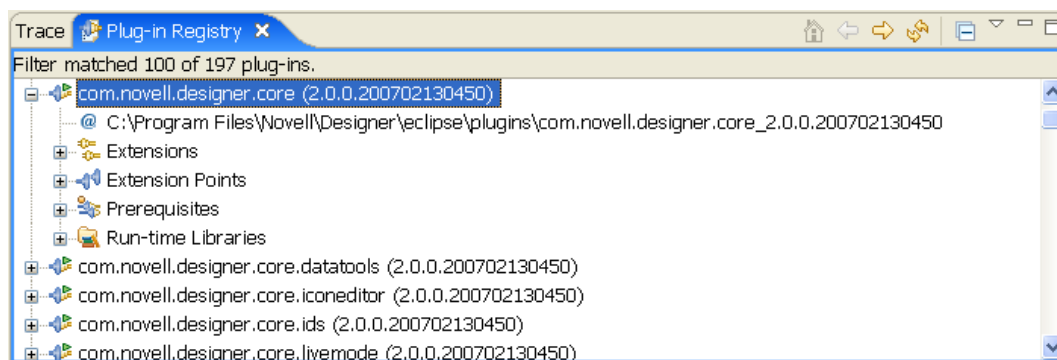 Trace Plug-in Registry
Filter matched 100 of 197 plug-ins.
com.novell.designer.core (2.0.0.200702130450)
@ C:\Program Files\Novell\Designer\eclipse\plugins\com.novell.designer.core_2.0.0.200702130450
Extensions
Extension Points
Prerequisites
Run-time Libraries
com.novell.designer.core.datatools (2.0.0.200702130450)
com.novell.designer.core.iconeditor (2.0.0.200702130450)
com.novell.designer.core.ids (2.0.0.200702130450)
com.novell.designer.core.livemode (2.0.0.200702130450)